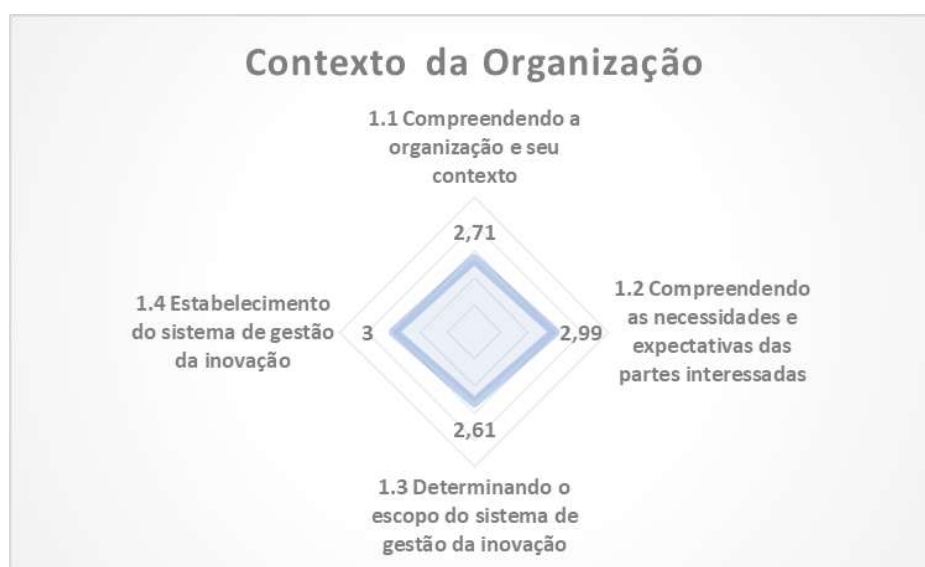 Contexto da Organização
1.1 Compreendendo a
organização e seu
contexto
2,71
1.2 Compreendendo
as necessidades e
expectativas das
partes interessadas
2,99
1.3 Determinando o
escopo do sistema de
gestão da inovação
2,61
1.4 Estabelecimento
do sistema de gestão
da inovação
3